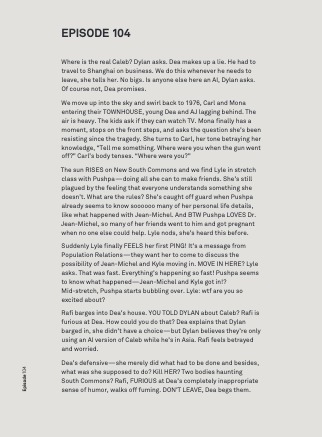 EPISODE 104
Where is the real Caleb? Dylan asks. Dea makes up a lie. He had to
travel to Shanghai on business. We do this whenever he needs to
leave, she tells her. No bigs. Is anyone else here an AI, Dylan asks.
Of course not, Dea promises.
We move up into the sky and swirl back to 1976, Carl and Mona
entering their TOWNHOUSE, young Dea and AJ lagging behind. The
air is heavy. The kids ask if they can watch TV. Mona finally has a
moment, stops on the front steps, and asks the question she's been
resisting since the tragedy. She turns to Carl, her tone betraying her
knowledge, "Tell me something. Where were you when the gun went
off?" Carl's body tenses. "Where were you?"
The sun RISES on New South Commons and we find Lyle in stretch
class with Pushpa—doing all she can to make friends. She's still
plagued by the feeling that everyone understands something she
doesn't. What are the rules? She's caught off guard when Pushpa
already seems to know sooooo many of her personal life details,
like what happened with Jean-Michel. And BTW Pushpa LOVES Dr.
Jean-Michel, so many of her friends went to him and got pregnant
when no one else could help. Lyle nods, she's heard this before.
Suddenly Lyle finally FEELS her first PING! It's a message from
Population Relations—they want her to come to discuss the
possibility of Jean-Michel and Kyle moving in. MOVE IN HERE? Lyle
asks. That was fast. Everything's happening so fast! Pushpa seems
to know what happened—Jean-Michel and Kyle got in!?
Mid-stretch, Pushpa starts bubbling over. Lyle: wtf are you so
excited about?
Rafi barges into Dea's house. YOU TOLD DYLAN about Caleb? Rafi is
furious at Dea. How could you do that? Dea explains that Dylan
barged in, she didn't have a choice—but Dylan believes they're only
using an AI version of Caleb while he's in Asia. Rafi feels betrayed
and worried.
Dea's defensive—she merely did what had to be done and besides,
what was she supposed to do? Kill HER? Two bodies haunting
South Commons? Rafi, FURIOUS at Dea's completely inappropriate
sense of humor, walks off fuming. DON'T LEAVE, Dea begs them.
Episode 104